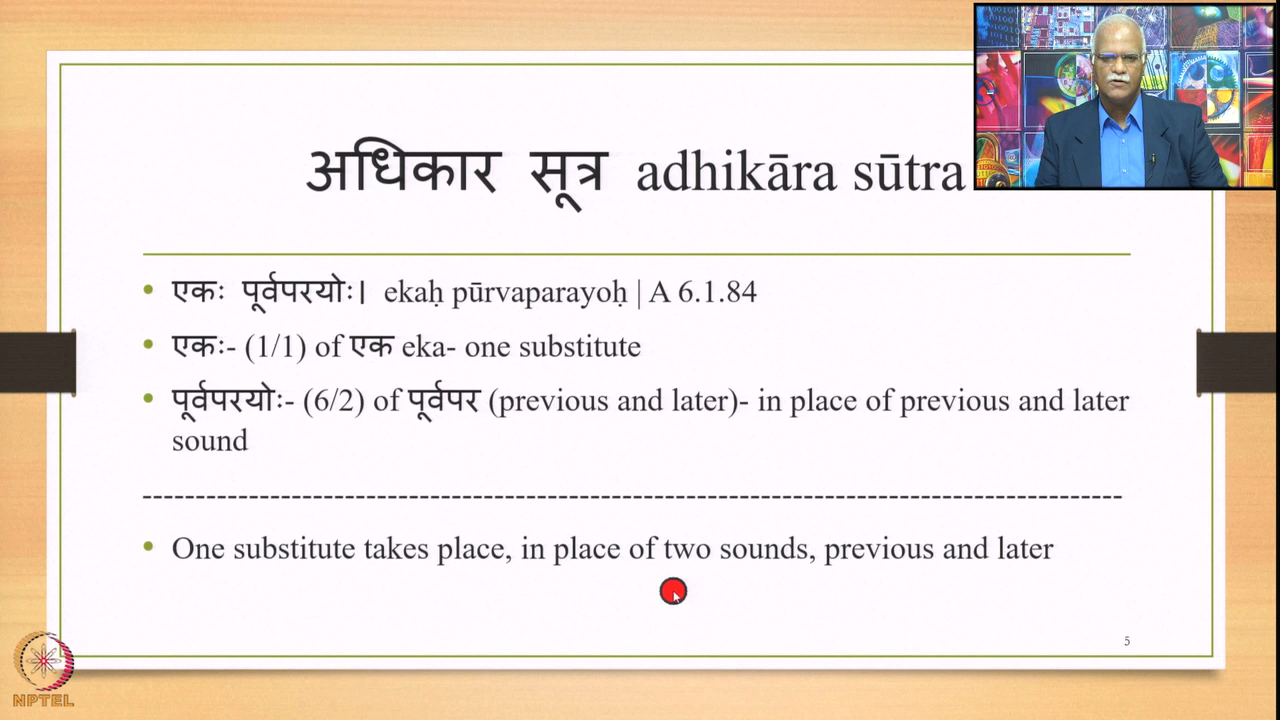 अधिकार सूत्र adhikāra sūtra
• एकः पूर्वपरयोः। ekaḥ pūrvaparayoḥ | A 6.1.84
• एकः- (1/1) of एक eka- one substitute
• पूर्वपरयोः- (6/2) of पूर्वपर (previous and later)- in place of previous and later
sound
--------------------------------------------------------------------------------------------
• One substitute takes place, in place of two sounds, previous and later
5
NPTEL